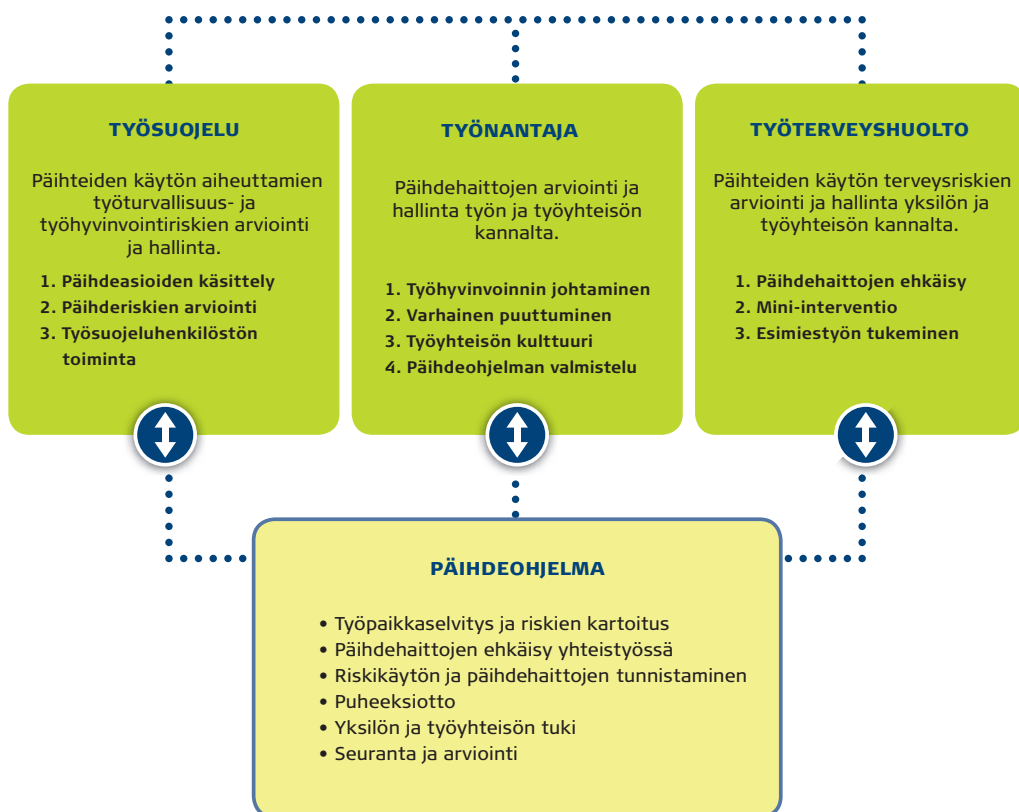 TYÖSUOJELU
Päihteiden käytön aiheuttamien
työturvallisuus- ja
työhyvinvointiriskien arviointi
ja hallinta.
1. Päihdeasioiden käsittely
2. Päihderiskien arviointi
3. Työsuojeluhenkilöstön
toiminta
TYÖNANTAJA
Päihdehaittojen arviointi ja
hallinta työn ja työyhteisön
kannalta.
1. Työhyvinvoinnin johtaminen
2. Varhainen puuttuminen
3. Työyhteisön kulttuuri
4. Päihdeohjelman valmistelu
TYÖTERVEYSHUOLTO
Päihteiden käytön terveysriskien
arviointi ja hallinta yksilön ja
työyhteisön kannalta.
1. Päihdehaittojen ehkäisy
2. Mini-interventio
3. Esimiestyön tukeminen
PÄIHDEOHJELMA
• Työpaikkaselvitys ja riskien kartoitus
• Päihdehaittojen ehkäisy yhteistyössä
• Riskikäytön ja päihdehaittojen tunnistaminen
• Puheeksiotto
• Yksilön ja työyhteisön tuki
• Seuranta ja arviointi